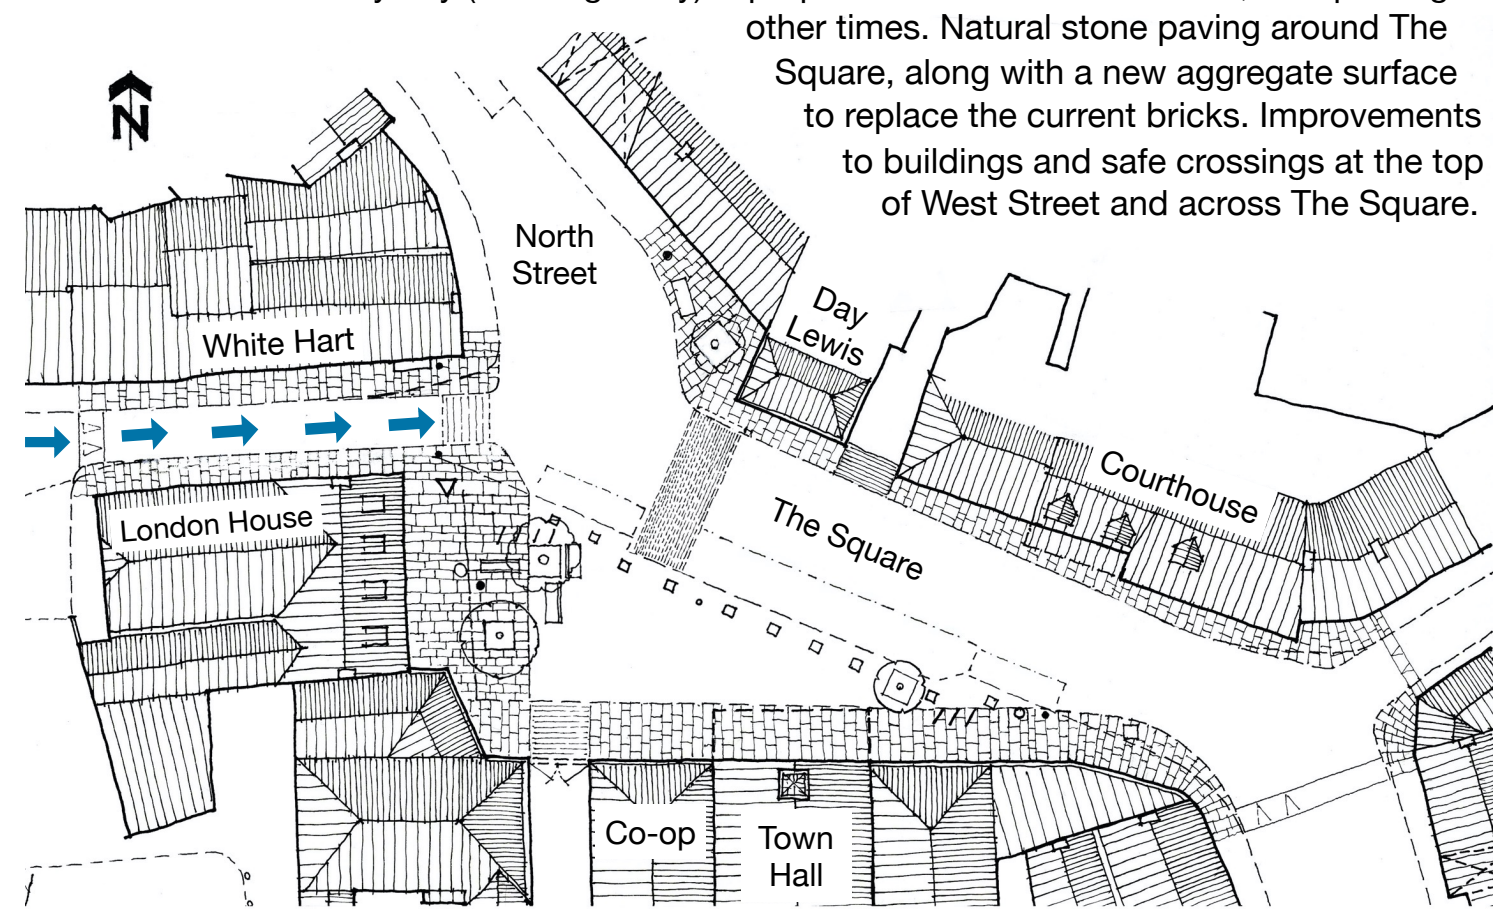 other times. Natural stone paving around The
Square, along with a new aggregate surface
to replace the current bricks. Improvements
to buildings and safe crossings at the top
of West Street and across The Square.
N
North
Street
White Hart
Day
Lewis
Courthouse
London House
The Square
Co-op
Town
Hall